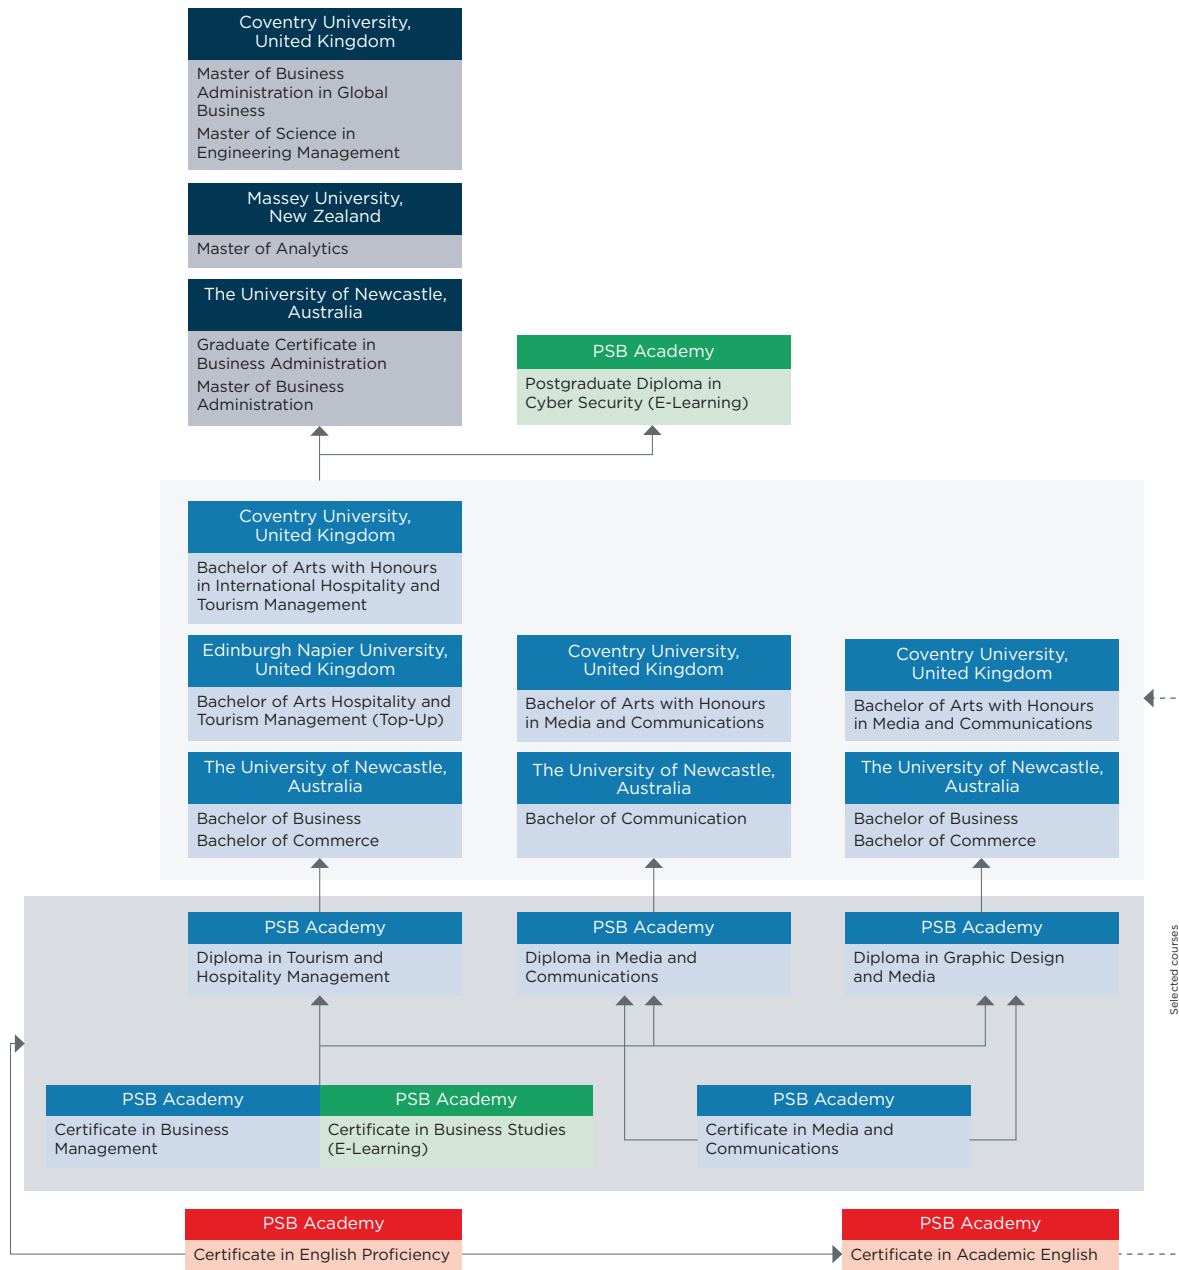 Coventry University,
United Kingdom
Master of Business
Administration in Global
Business
Master of Science in
Engineering Management
Massey University,
New Zealand
Master of Analytics
The University of Newcastle,
Australia
Graduate Certificate in
Business Administration
Master of Business
Administration
PSB Academy
Postgraduate Diploma in
Cyber Security (E-Learning)
Coventry University,
United Kingdom
Bachelor of Arts with Honours
in International Hospitality and
Tourism Management
Edinburgh Napier University,
United Kingdom
Bachelor of Arts Hospitality and
Tourism Management (Top-Up)
The University of Newcastle,
Australia
Bachelor of Business
Bachelor of Commerce
Coventry University,
United Kingdom
Bachelor of Arts with Honours
in Media and Communications
The University of Newcastle,
Australia
Bachelor of Communication
Coventry University,
United Kingdom
Bachelor of Arts with Honours
in Media and Communications
The University of Newcastle,
Australia
Bachelor of Business
Bachelor of Commerce
PSB Academy
Diploma in Tourism and
Hospitality Management
PSB Academy
Diploma in Media and
Communications
PSB Academy
Diploma in Graphic Design
and Media
Selected courses
PSB Academy
Certificate in Business
Management
PSB Academy
Certificate in Business Studies
(E-Learning)
PSB Academy
Certificate in Media and
Communications
PSB Academy
Certificate in English Proficiency
PSB Academy
Certificate in Academic English